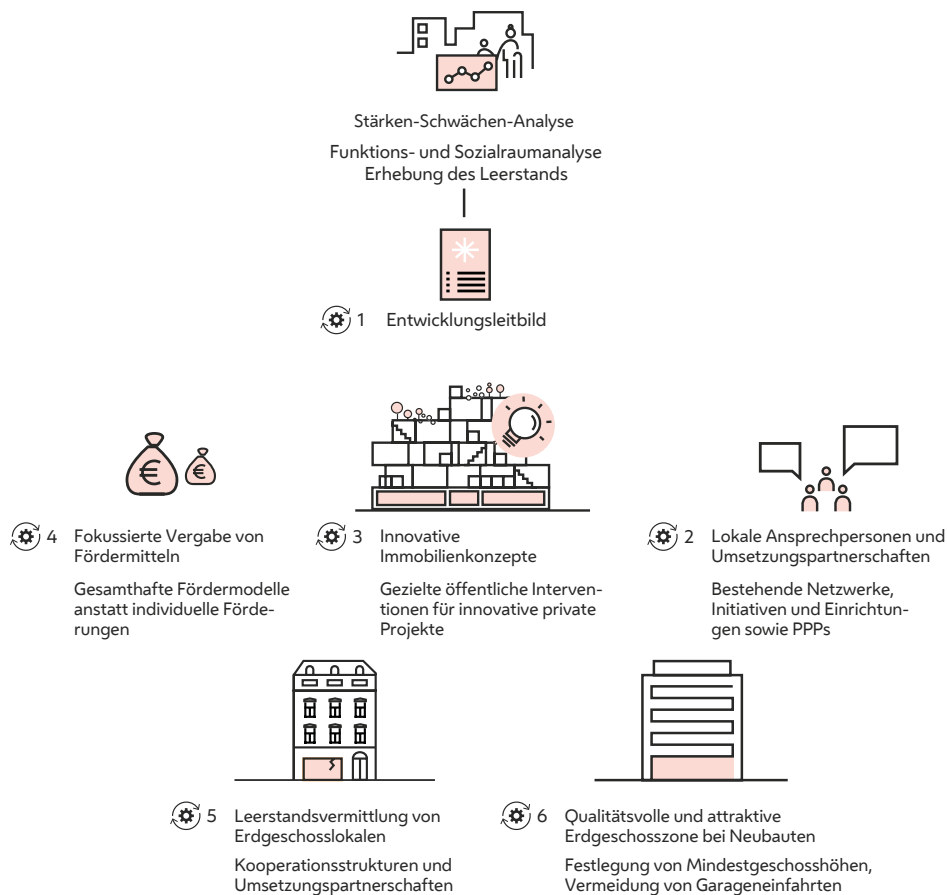 Stärken-Schwächen-Analyse
Funktions- und Sozialraumanalyse
Erhebung des Leerstands
1 Entwicklungsleitbild
€ €
4 Fokussierte Vergabe von
Fördermitteln
Gesamthafte Fördermodelle
anstatt individuelle Förde-
rungen
3 Innovative
Immobilienkonzepte
Gezielte öffentliche Interven-
tionen für innovative private
Projekte
2 Lokale Ansprechpersonen und
Umsetzungspartnerschaften
Bestehende Netzwerke,
Initiativen und Einrichtun-
gen sowie PPPs
5 Leerstandsvermittlung von
Erdgeschosslokalen
Kooperationsstrukturen und
Umsetzungspartnerschaften
6 Qualitätsvolle und attraktive
Erdgeschosszone bei Neubauten
Festlegung von Mindestgeschosshöhen,
Vermeidung von Garageneinfahrten